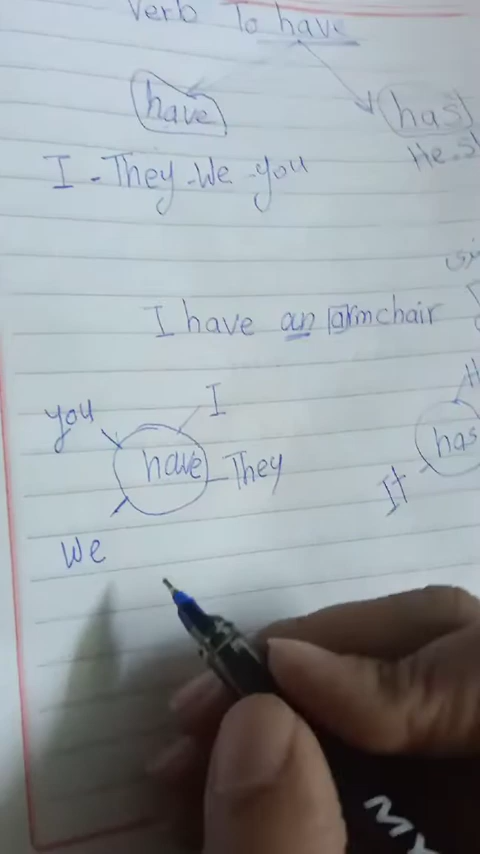 Verb To have
have has
I - They - We - you
He
I have an armchair
you I
have They has
It
We